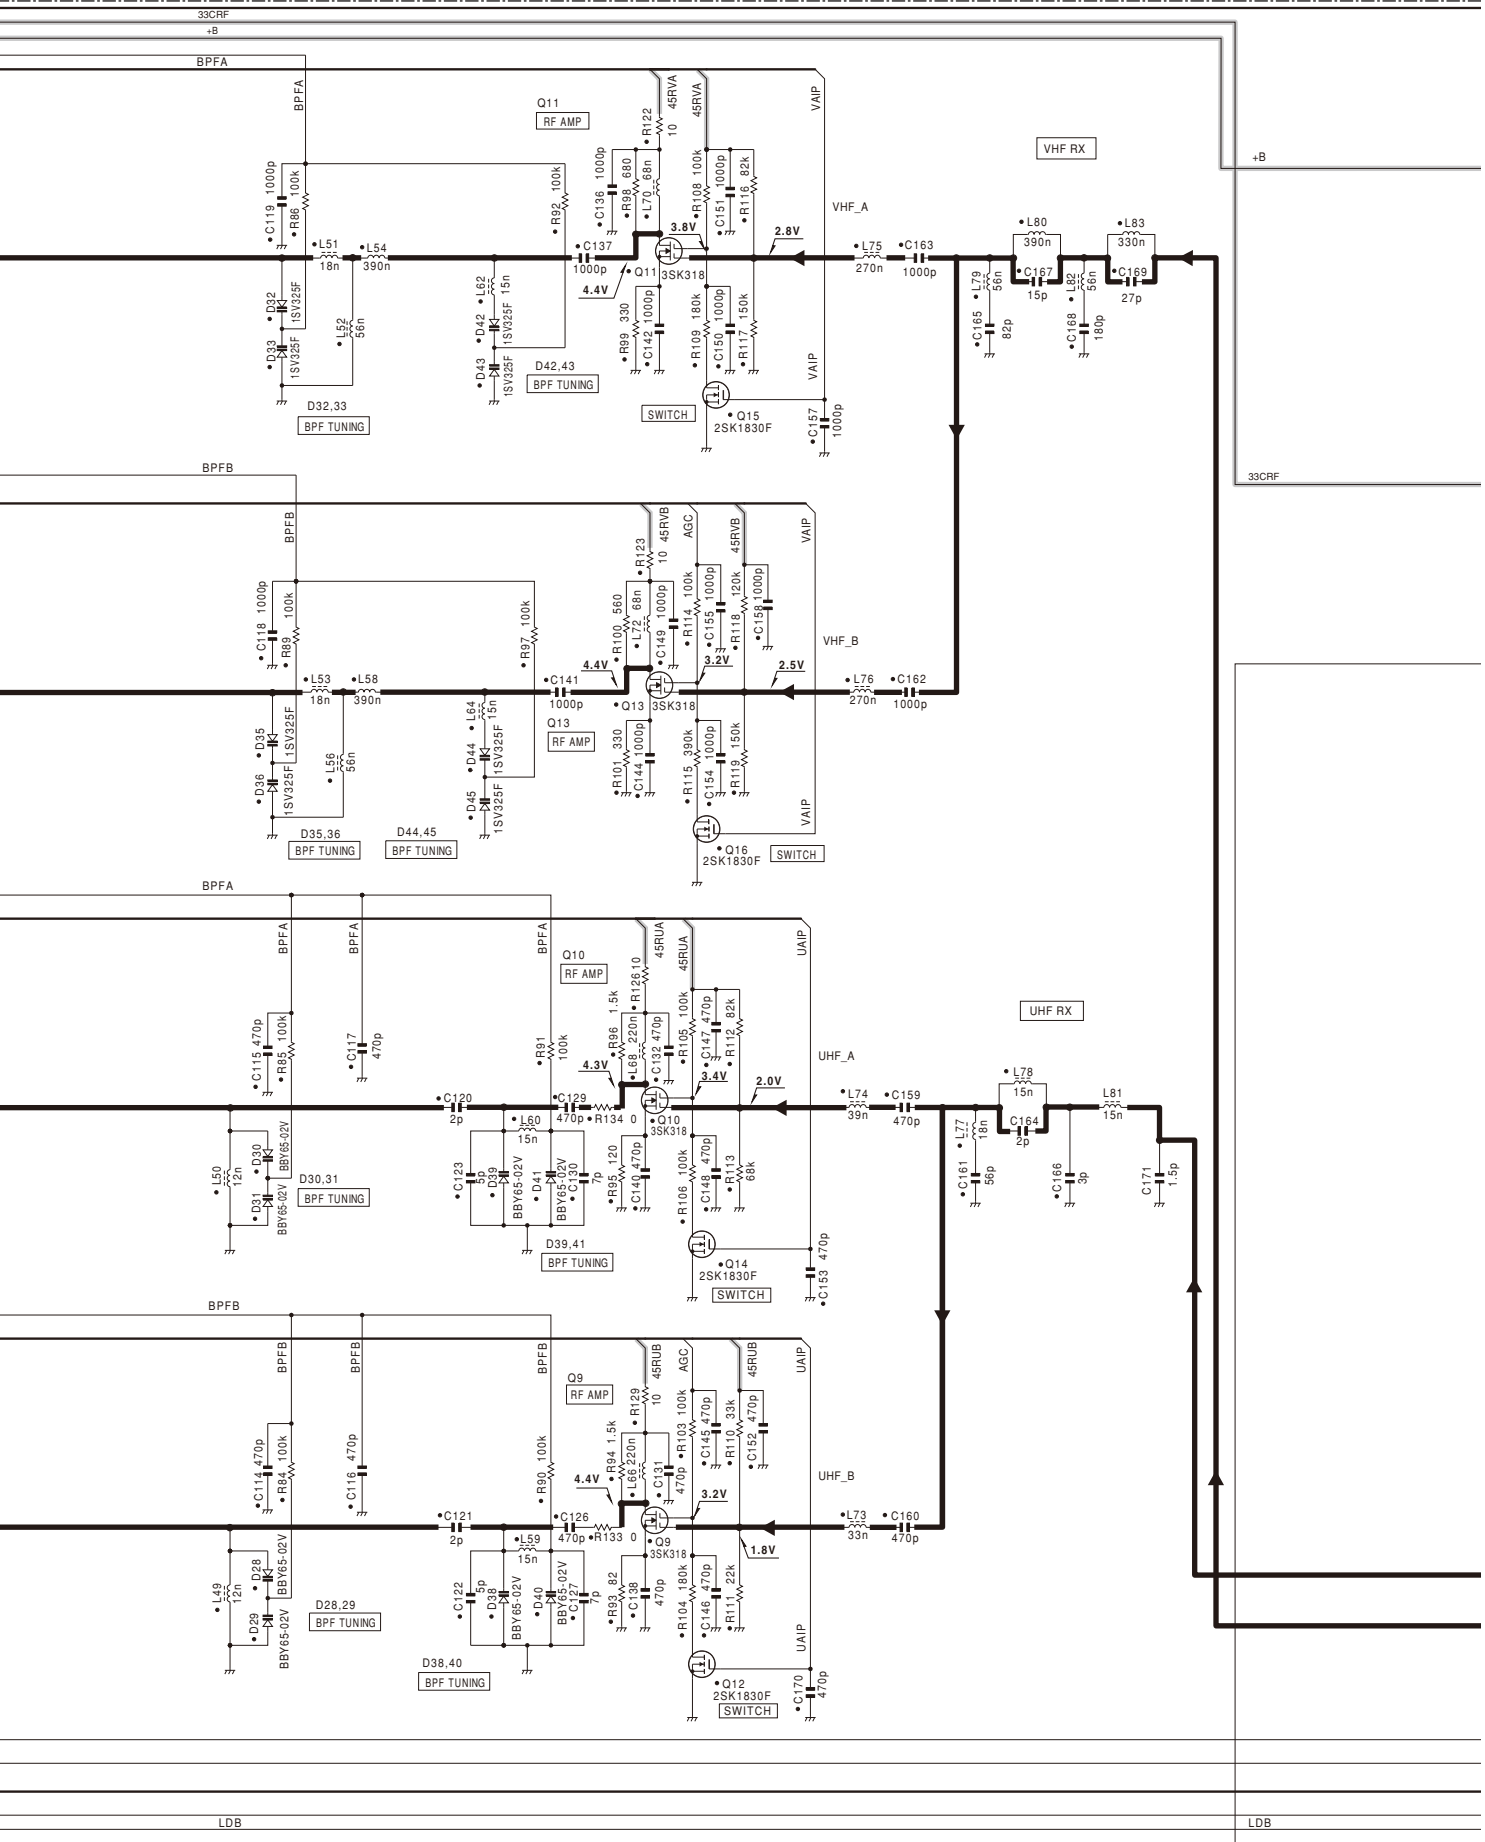 33CRF
+B
BPFA
BPFA
Q11
RF AMP
R122
10
45RVA
45RVA
VAIP
VHF RX
+B
C119 1000p
R86 100k
R92 100k
C136 1000p
R98 680
L70 68n
R108 100k
C151 1000p
R116 82k
VHF_A
L51
18n
L54
390n
C137
1000p
Q11
3SK318
3.8V
2.8V
4.4V
L75
270n
C163
1000p
L80
390n
C167
15p
L83
330n
C169
27p
L79
56n
C165
82p
L82
56n
C168
180p
D32
1SV325F
D33
1SV325F
L52
56n
L62
15n
D42
1SV325F
D43
1SV325F
D42,43
BPF TUNING
R99 330
C142 1000p
R109 180k
C150 1000p
R117 150k
VAIP
D32,33
BPF TUNING
SWITCH
Q15
2SK1830F
C157
1000p
BPFB
33CRF
BPFB
R123
10
45RVB
AGC
45RVB
VAIP
C118 1000p
R89 100k
R97 100k
R100 560
L72 68n
C149 1000p
R114 100k
C155 1000p
R118 120k
C158 1000p
VHF_B
L53
18n
L58
390n
C141
1000p
4.4V
3.2V
2.5V
L76
270n
C162
1000p
Q13
3SK318
Q13
RF AMP
D35
1SV325F
D36
1SV325F
L56
56n
L64
15n
D44
1SV325F
D45
1SV325F
R101 330
C144 1000p
R115 390k
C154 1000p
R119 150k
VAIP
D35,36
BPF TUNING
D44,45
BPF TUNING
Q16
2SK1830F
SWITCH
BPFA
BPFA
BPFA
BPFA
Q10
RF AMP
R126 10
45RUA
45RUA
UAIP
UHF RX
C115 470p
R85 100k
C117
470p
R91
100k
R96 1.5k
L68 220n
C132 470p
R105 100k
C147 470p
R112 82k
UHF_A
4.3V
3.4V
2.0V
C120
2p
C129
470p
R134 0
Q10
3SK318
L74
39n
C159
470p
L78
15n
C164
2p
L81
15n
L77
18n
C161
56p
C166
3p
C171
1.5p
L50
12n
D30
BBY65-02V
D31
BBY65-02V
D30,31
BPF TUNING
L60
15n
C123
5p
D39
BBY65-02V
D41
BBY65-02V
C130
7p
R95 120
C140 470p
R106 100k
C148 470p
R113
68k
D39,41
BPF TUNING
Q14
2SK1830F
SWITCH
C153 470p
BPFB
BPFB
BPFB
BPFB
Q9
RF AMP
R129
10
45RUB
AGC
45RUB
UAIP
C114 470p
R84 100k
C116 470p
R90 100k
R94 1.5k
L66 220n
C131
470p
R103 100k
C145 470p
R110 33k
C152 470p
UHF_B
4.4V
3.2V
1.8V
C121
2p
C126
470p
R133 0
Q9
3SK318
L73
33n
C160
470p
L49
12n
D28
BBY65-02V
D29
BBY65-02V
D28,29
BPF TUNING
L59
15n
C122
5p
D38
BBY65-02V
D40
BBY65-02V
C127
7p
R93 82
C138
470p
R104 180k
C146 470p
R111 22k
UAIP
D38,40
BPF TUNING
Q12
2SK1830F
SWITCH
C170
470p
LDB
LDB